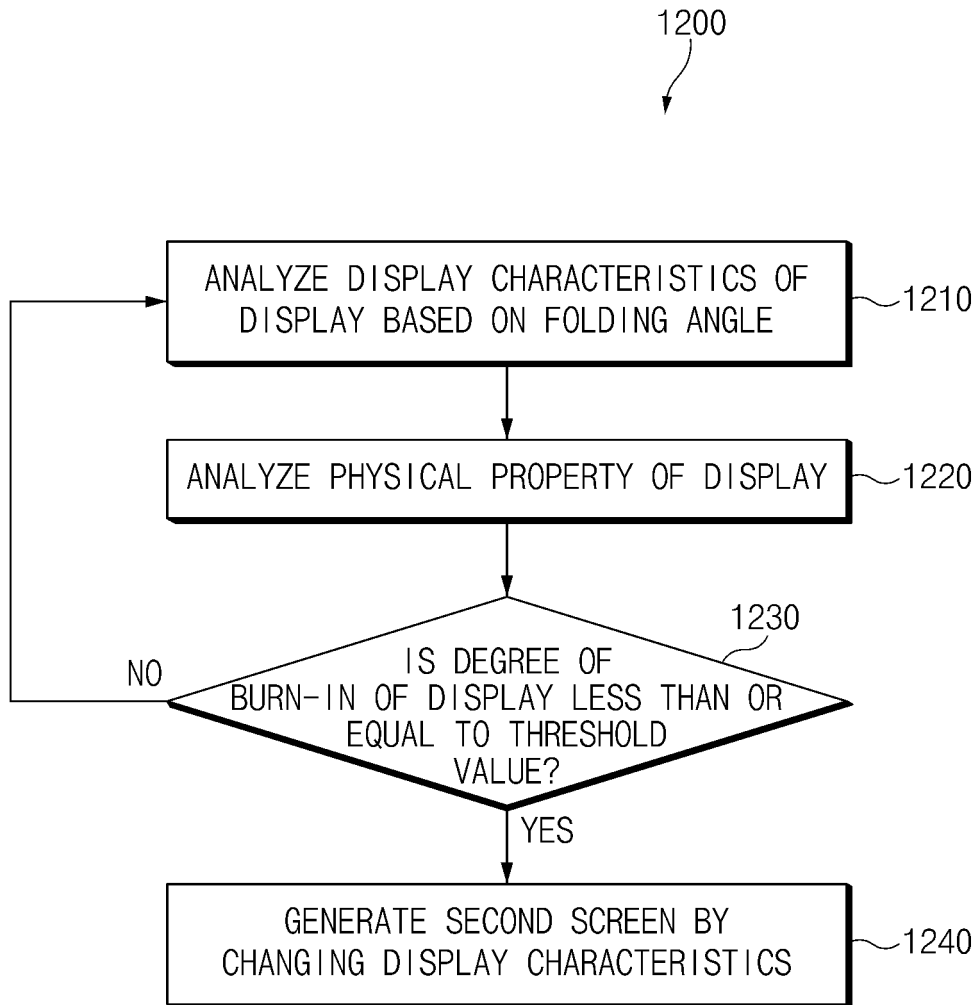 1200
ANALYZE DISPLAY CHARACTERISTICS OF
DISPLAY BASED ON FOLDING ANGLE
1210
ANALYZE PHYSICAL PROPERTY OF DISPLAY
1220
1230
NO
IS DEGREE OF
BURN-IN OF DISPLAY LESS THAN OR
EQUAL TO THRESHOLD
VALUE?
YES
GENERATE SECOND SCREEN BY
CHANGING DISPLAY CHARACTERISTICS
1240